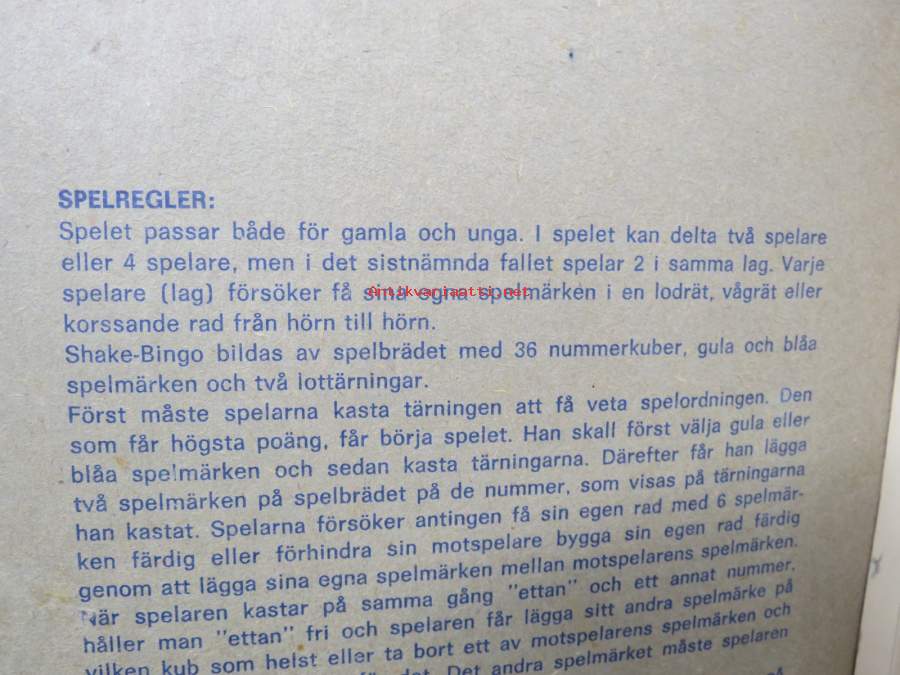 SPELREGLER:
Spelet passar både för gamla och unga. I spelet kan delta två spelare
eller 4 spelare, men i det sistnämnda fallet spelar 2 i samma lag. Varje
spelare (lag) försöker få sina egna spelmärken i en lodrät, vågrät eller
Antikvariaatti.net
korssande rad från hörn till hörn.
Shake-Bingo bildas av spelbrädet med 36 nummerkuber, gula och blåa
spelmärken och två lottärningar.
Först måste spelarna kasta tärningen att få veta spelordningen. Den
som får högsta poäng, får börja spelet. Han skall först välja gula eller
blåa spelmärken och sedan kasta tärningarna. Därefter får han lägga
två spelmärken på spelbrädet på de nummer, som visas på tärningarna
han kastat. Spelarna försöker antingen få sin egen rad med 6 spelmär-
ken färdig eller förhindra sin motspelare bygga sin egen rad färdig
genom att lägga sina egna spelmärken mellan motspelarens spelmärken.
När spelaren kastar på samma gång "ettan" och ett annat nummer,
håller man "ettan" fri och spelaren får lägga sitt andra spelmärke på
vilken kub som helst eller ta bort ett av motspelarens spelmärken och
det. Det andra spelmärket måste spelaren